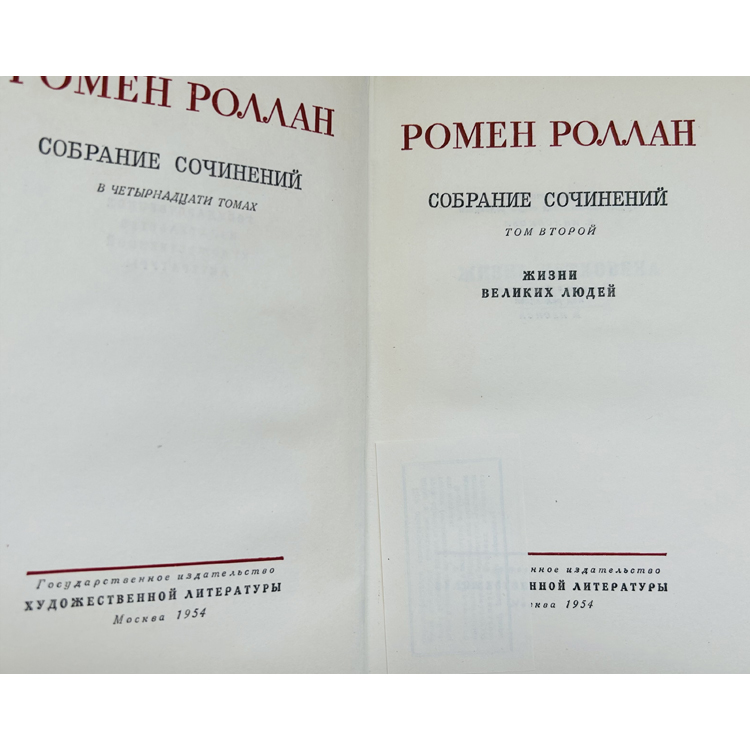 РОМЕН РОЛЛАН
СОБРАНИЕ СОЧИНЕНИЙ
В ЧЕТЫРНАДЦАТИ ТОМАХ
Государственное издательство
ХУДОЖЕСТВЕННОЙ ЛИТЕРАТУРЫ
Москва 1954
РОМЕН РОЛЛАН
СОБРАНИЕ СОЧИНЕНИЙ
ТОМ ВТОРОЙ
ЖИЗНИ
ВЕЛИКИХ ЛЮДЕЙ
нное издательство
ЕННОЙ ЛИТЕРАТУРЫ
ква 1954